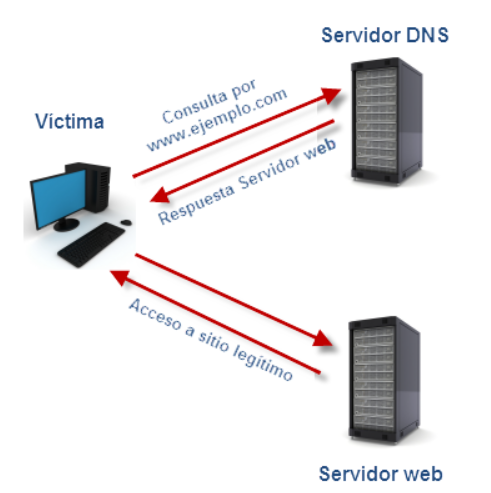 Servidor DNS
Víctima
Consulta por
www.ejemplo.com
Respuesta Servidor web
Acceso a sitio legítimo
Servidor web